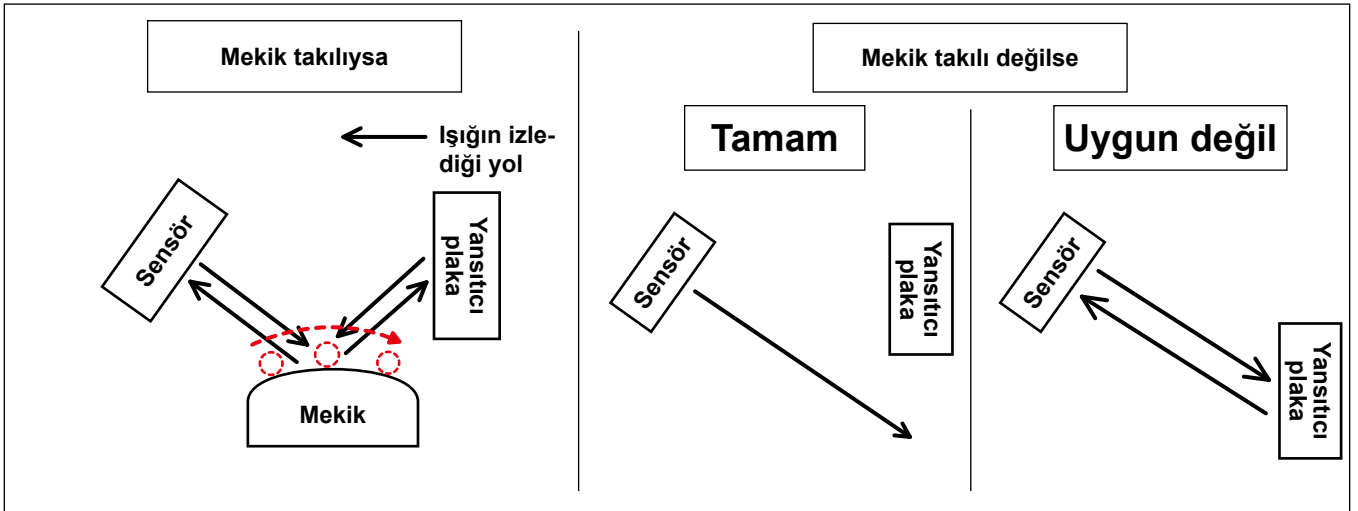 Mekik takılıysa
Işığın izle-
diği yol
Sensör
Yansıtıcı
plaka
Mekik
Mekik takılı değilse
Tamam
Sensör
Yansıtıcı
plaka
Uygun değil
Sensör
Yansıtıcı
plaka